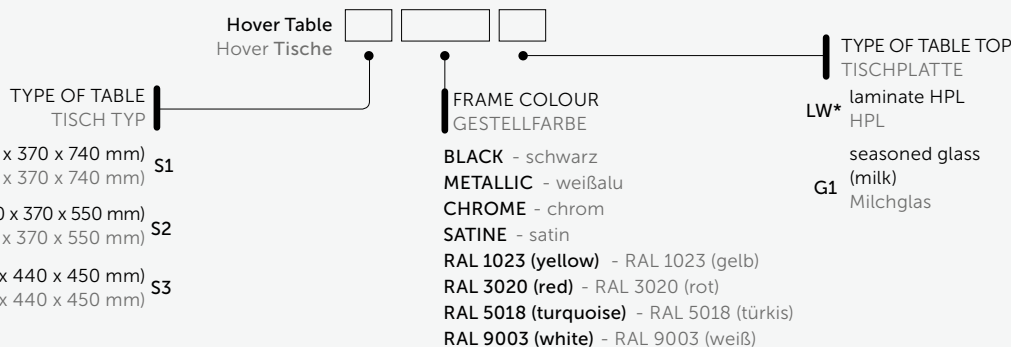 Hover Table
Hover Tische
TYPE OF TABLE
TISCH TYP
x 370 x 740 mm) S1
x 370 x 740 mm)
x 370 x 550 mm) S2
x 370 x 550 mm)
x 440 x 450 mm) S3
x 440 x 450 mm)
FRAME COLOUR
GESTELLFARBE
BLACK - schwarz
METALLIC - weißalu
CHROME - chrom
SATINE - satin
RAL 1023 (yellow) - RAL 1023 (gelb)
RAL 3020 (red) - RAL 3020 (rot)
RAL 5018 (turquoise) - RAL 5018 (türkis)
RAL 9003 (white) - RAL 9003 (weiß)
TYPE OF TABLE TOP
TISCHPLATTE
LW* laminate HPL
HPL
seasoned glass
G1 (milk)
Milchglas